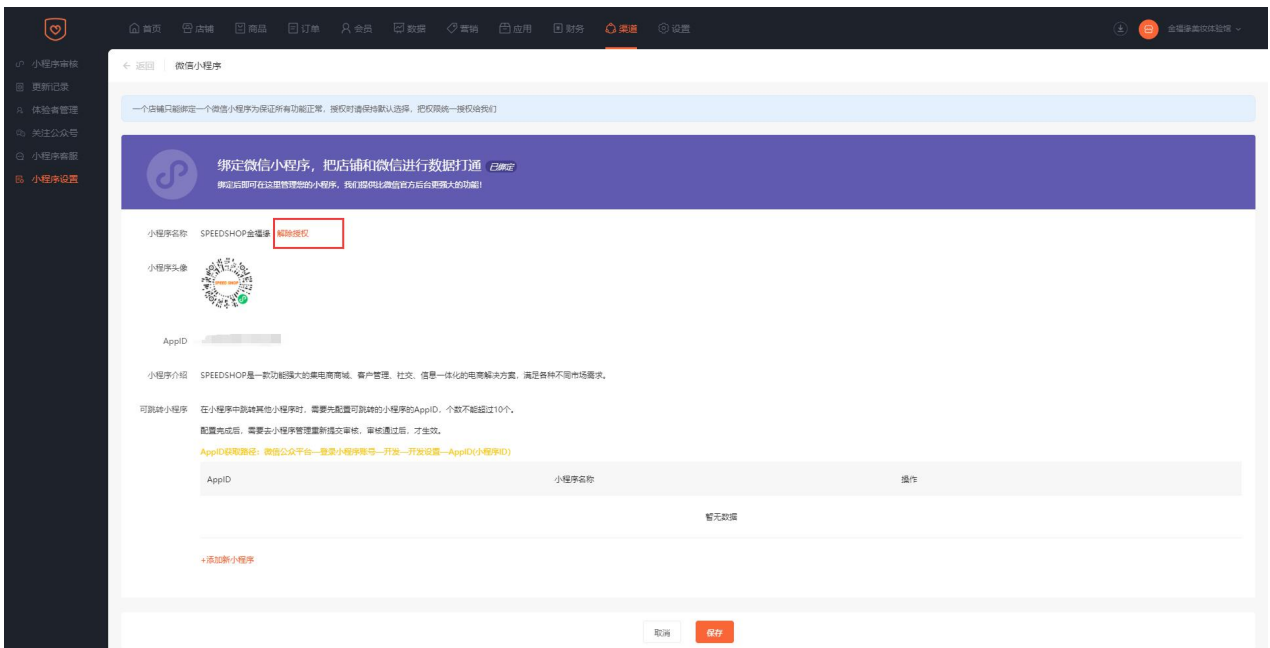 首页 店铺 商品 订单 会员 数据 营销 应用 财务 渠道 设置
小程序审核
更新记录
体验者管理
关注公众号
小程序客服
小程序设置
← 返回 微信小程序
一个店铺只能绑定一个微信小程序为保证所有功能正常，授权时请保持默认选择，把权限统一授权给我们
绑定微信小程序，把店铺和微信进行数据打通 已绑定
绑定后即可在这里管理您的小程序，我们提供比微信官方后台更强大的功能！
小程序名称 SPEEDSHOP金福缘 解除授权
小程序头像
SPEED SHOP
AppID
小程序介绍 SPEEDSHOP是一款功能强大的集电商商城、客户管理、社交、信息一体化的电商解决方案，满足各种不同市场需求。
可跳转小程序 在小程序中跳转其他小程序时，需要先配置可跳转的小程序的AppID，个数不能超过10个。
配置完成后，需要去小程序管理重新提交审核，审核通过后，才生效。
AppID获取路径：微信公众平台—登录小程序账号—开发—开发设置—AppID(小程序ID)
AppID 小程序名称 操作
暂无数据
+添加新小程序
取消 保存